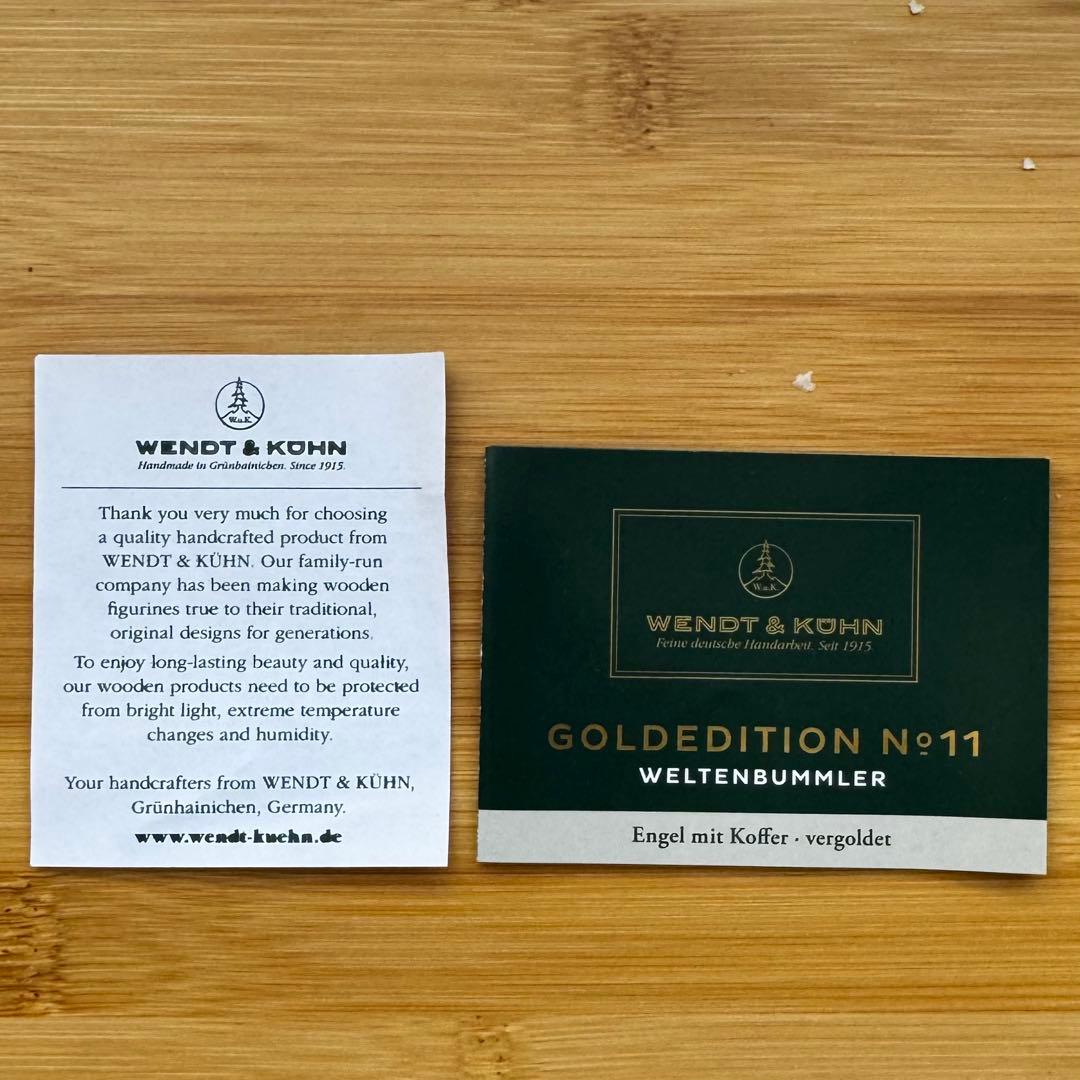 W.u.K.
WENDT & KÜHN
Handmade in Grünhainichen. Since 1915.
Thank you very much for choosing
a quality handcrafted product from
WENDT & KÜHN. Our family-run
company has been making wooden
figurines true to their traditional,
original designs for generations.
To enjoy long-lasting beauty and quality,
our wooden products need to be protected
from bright light, extreme temperature
changes and humidity.
Your handcrafters from WENDT & KÜHN,
Grünhainichen, Germany.
www.wendt-kuehn.de
W.u.K.
WENDT & KÜHN
Feine deutsche Handarbeit. Seit 1915.
GOLDEDITION Nº11
WELTENBUMMLER
Engel mit Koffer · vergoldet